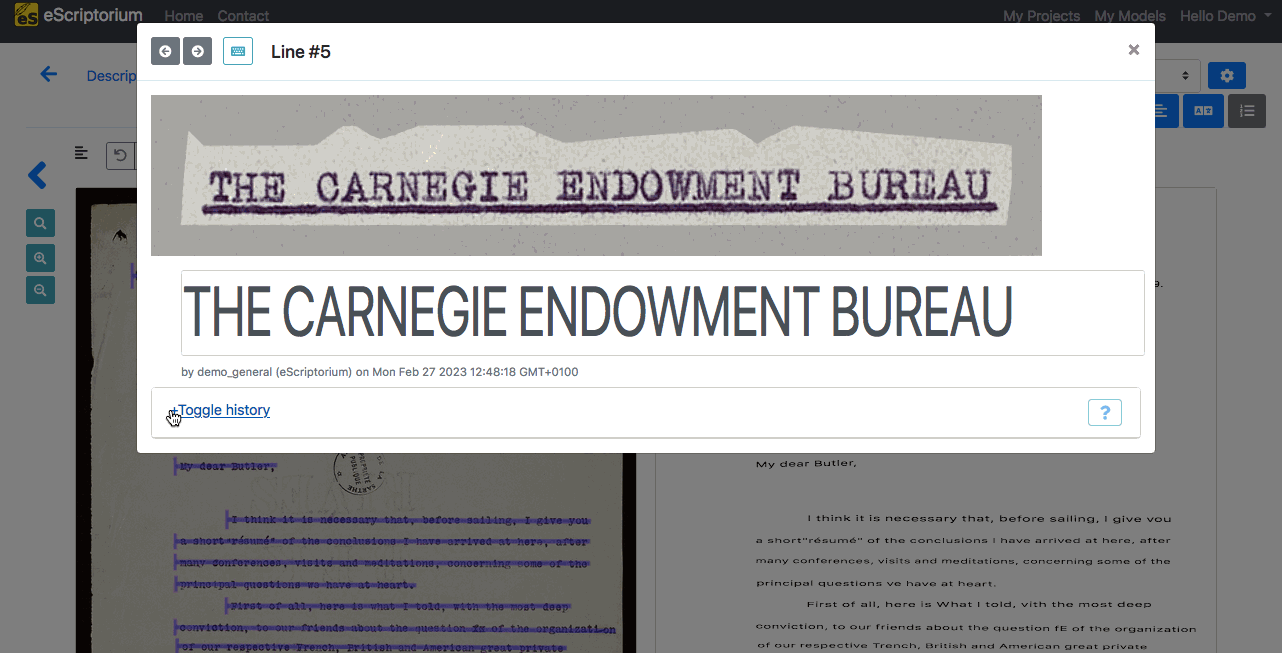 eScriptorium Home Contact My Projects My Models Hello Demo
Line #5
Descrip
THE CARNEGIE ENDOWMENT BUREAU
THE CARNEGIE ENDOWMENT BUREAU
by demo_general (eScriptorium) on Mon Feb 27 2023 12:48:18 GMT+0100
+Toggle history
?
9.
My dear Butler,
I think it is necessary that, before sailing, I give you
a short "résumé" of the conclusions I have arrived at here, after
many conferences, visits and meditations, concerning some of the
principal questions we have at heart.
First of all, here is what I told, with the most deep
conviction, to our friends about the question fx of the organization
of our respective French, British and American great private
My dear Butler,
I think it is necessary that, before sailing, I give vou
a short"résumé" of the conclusions I have arrived at here, after
many conferences, visits and meditations, concerning some of the
principal questions ve have at heart.
First of all, here is What I told, vith the most deep
conviction, to our friends about the question fE of the organization
of our respective Trench, British and American great private